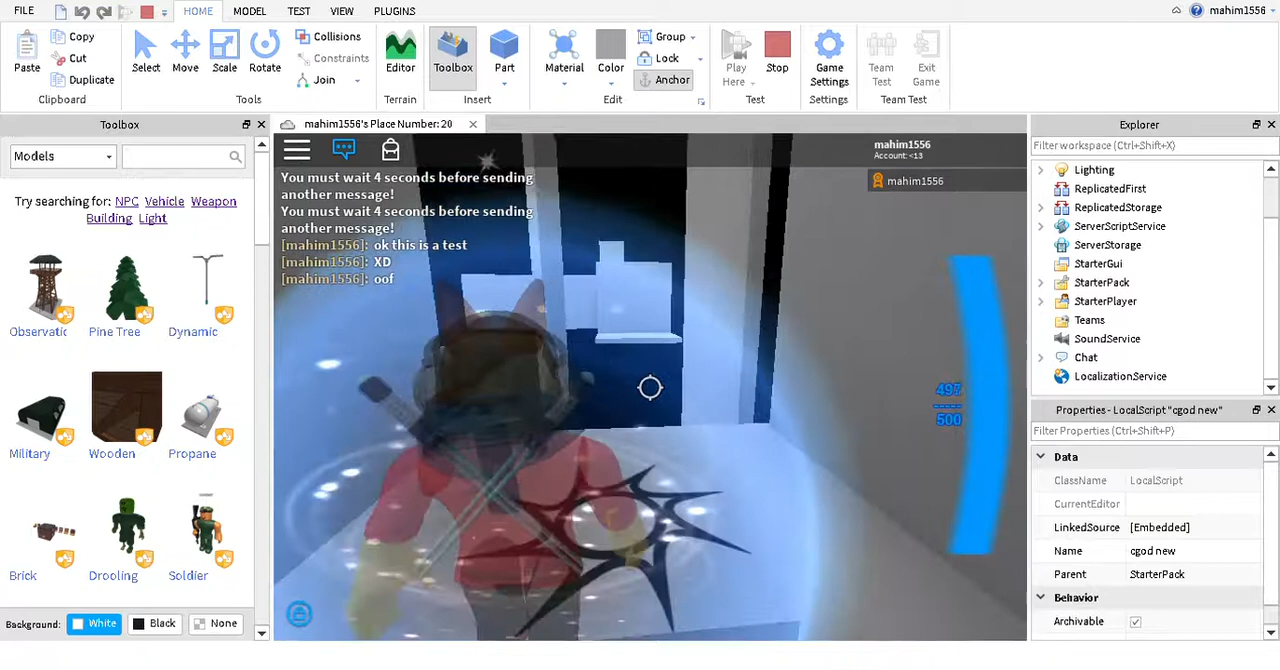 FILE HOME MODEL TEST VIEW PLUGINS mahim1556
Copy
Cut
Duplicate
Paste
Select Move Scale Rotate
Collisions
Constraints
Join
Editor Toolbox Part
Material Color
Group
Lock
Anchor
Play Here
Stop
Game Settings
Team Test
Exit Game
Clipboard Tools Terrain Insert Edit Test Settings Team Test
Toolbox
Models
Try searching for: NPC Vehicle Weapon
Building Light
Observatic Pine Tree Dynamic
Military Wooden Propane
Brick Drooling Soldier
Background: White Black None
mahim1556's Place Number: 20
You must wait 4 seconds before sending
another message!
You must wait 4 seconds before sending
another message!
[mahim1556]: ok this is a test
[mahim1556]: XD
[mahim1556]: oof
mahim1556
Account: <13
mahim1556
497
500
Explorer
Filter workspace (Ctrl+Shift+X)
Lighting
ReplicatedFirst
ReplicatedStorage
ServerScriptService
ServerStorage
StarterGui
StarterPack
StarterPlayer
Teams
SoundService
Chat
LocalizationService
Properties - LocalScript "cgod new"
Filter Properties (Ctrl+Shift+P)
Data
ClassName LocalScript
CurrentEditor
LinkedSource [Embedded]
Name cgod new
Parent StarterPack
Behavior
Archivable